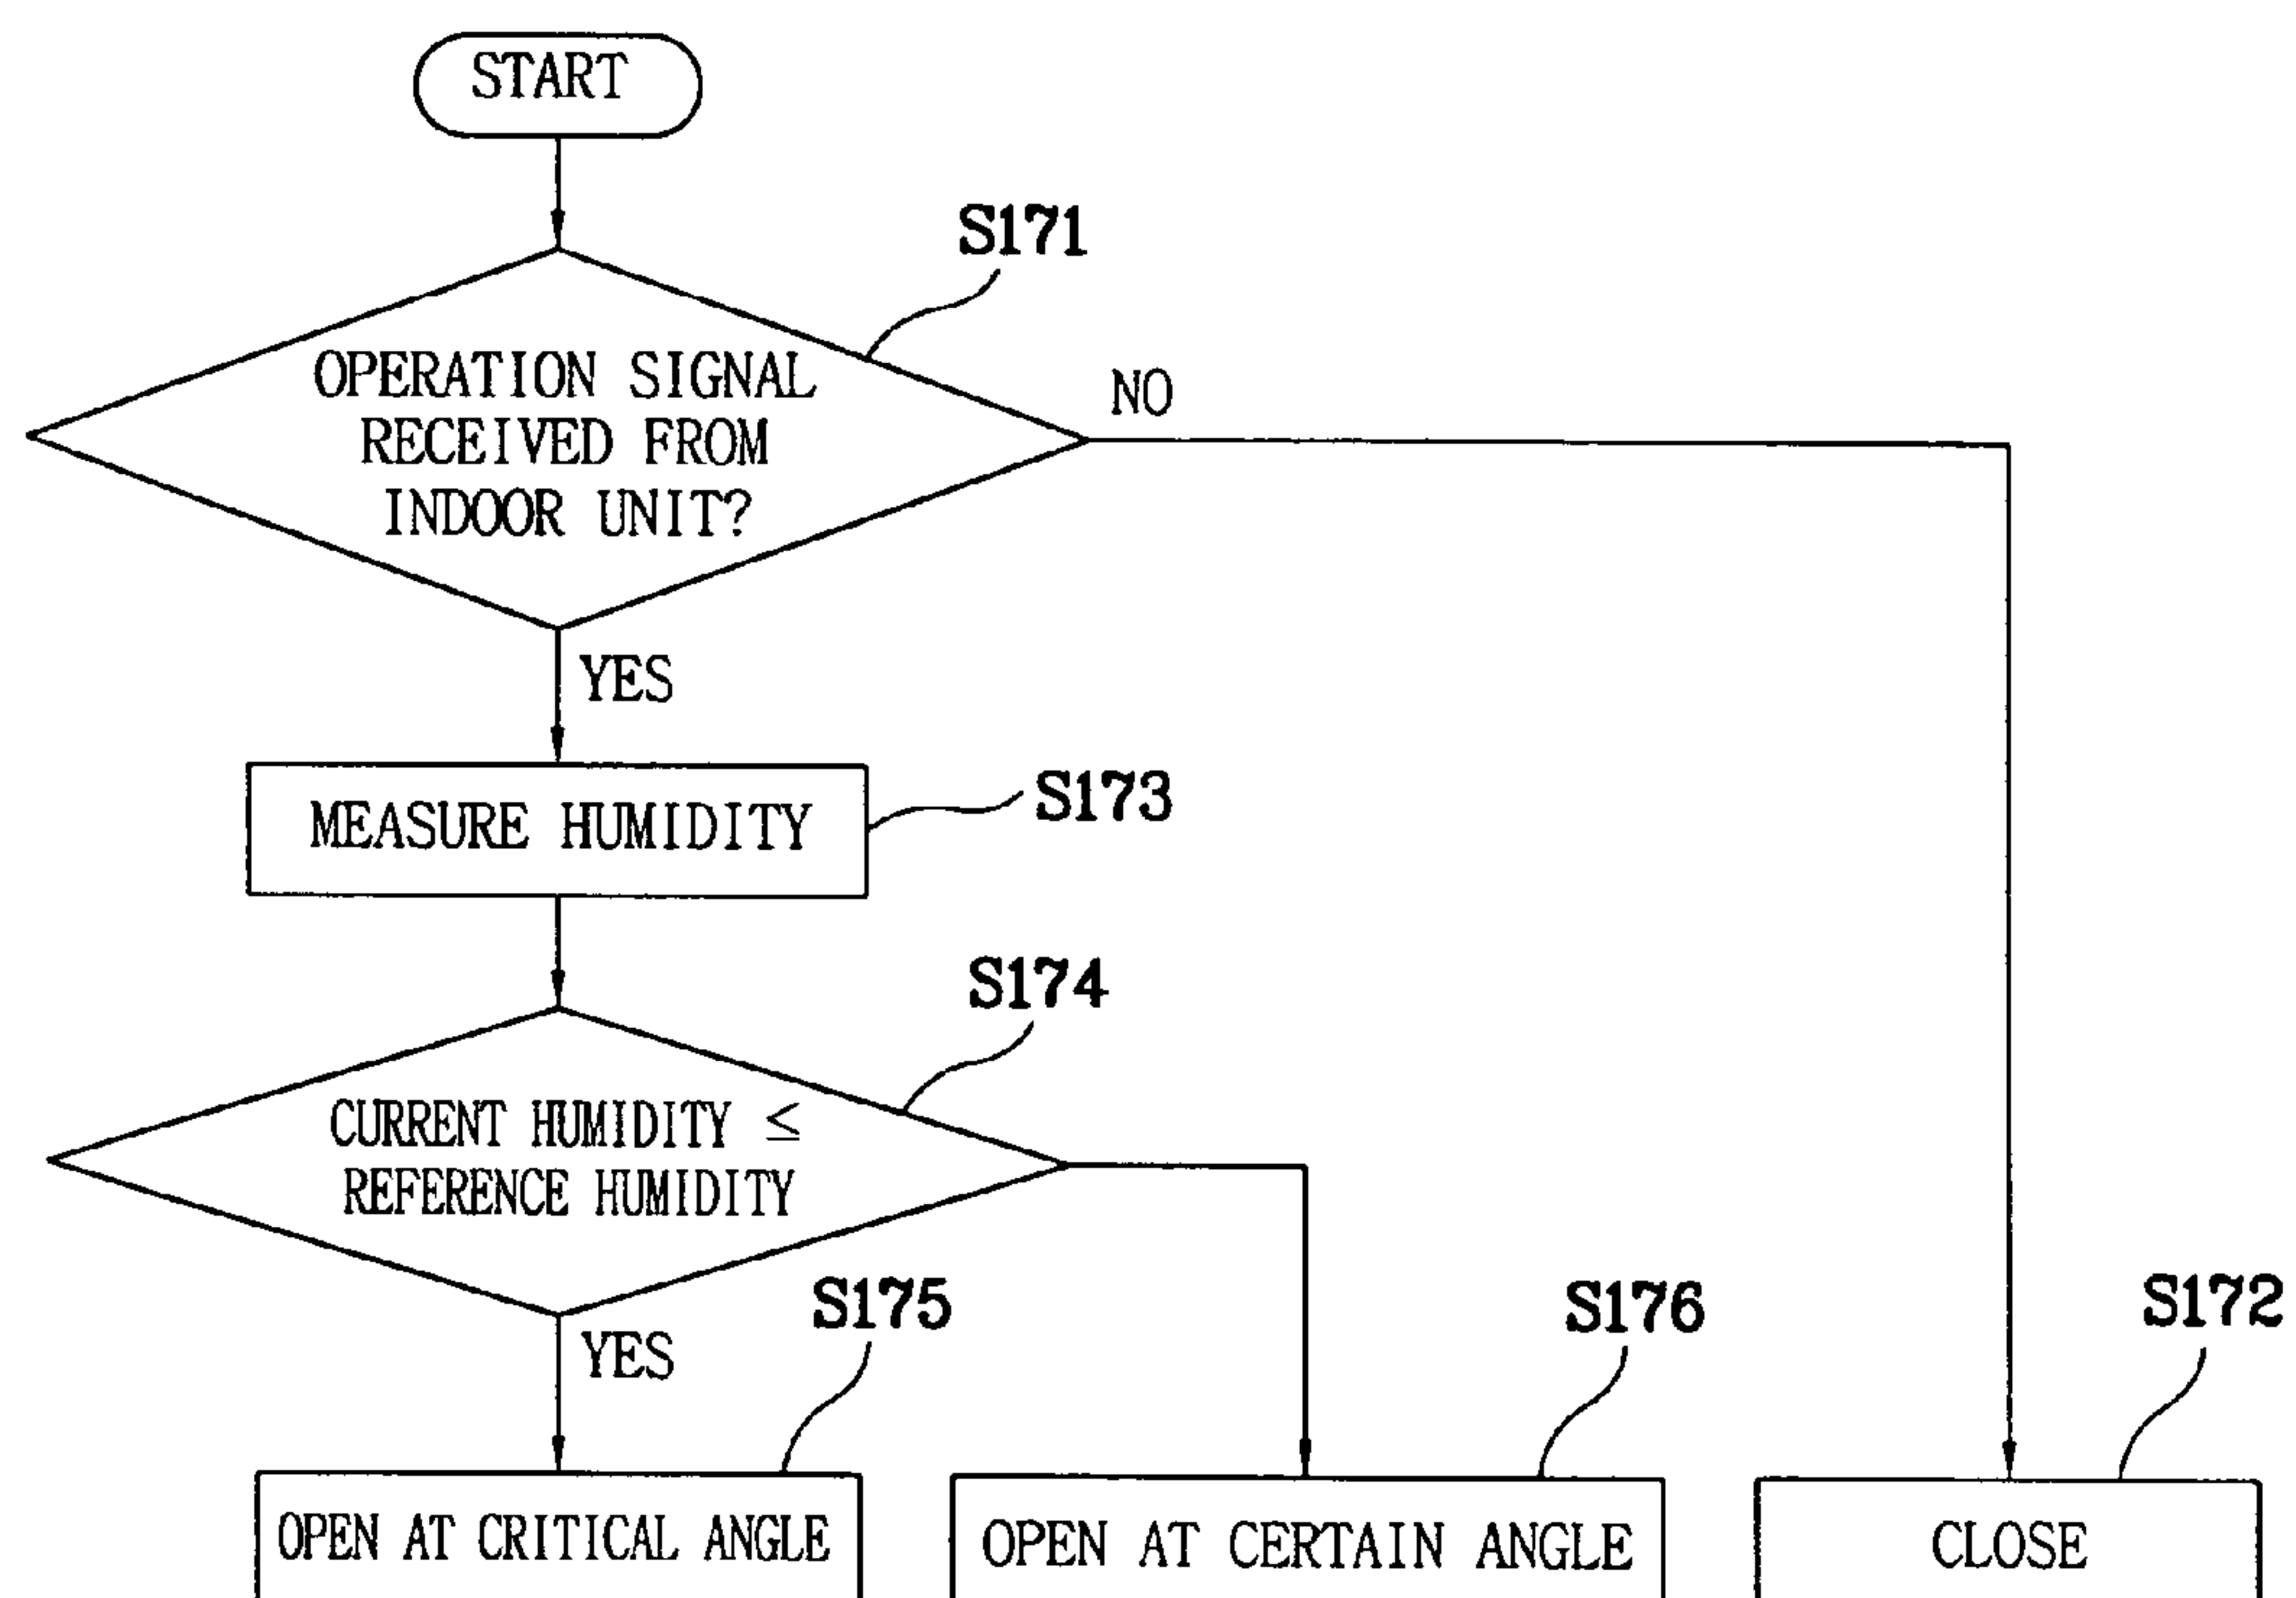 START
S171
OPERATION SIGNAL
RECEIVED FROM
INDOOR UNIT?
NO
YES
MEASURE HUMIDITY
S173
S174
CURRENT HUMIDITY ≤
REFERENCE HUMIDITY
YES
S175
S176
S172
OPEN AT CRITICAL ANGLE
OPEN AT CERTAIN ANGLE
CLOSE